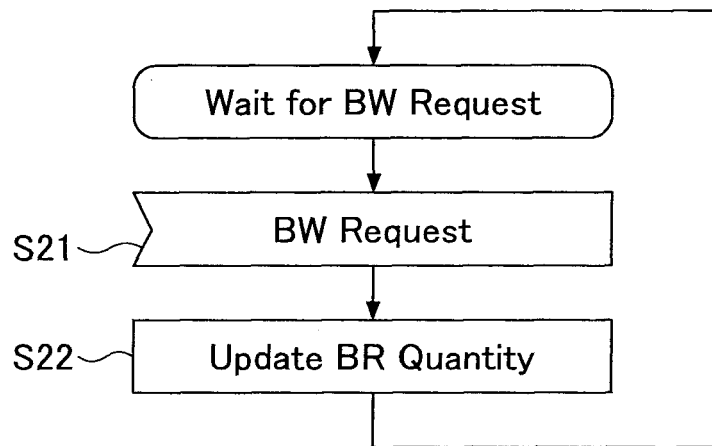 Wait for BW Request
S21
BW Request
S22
Update BR Quantity